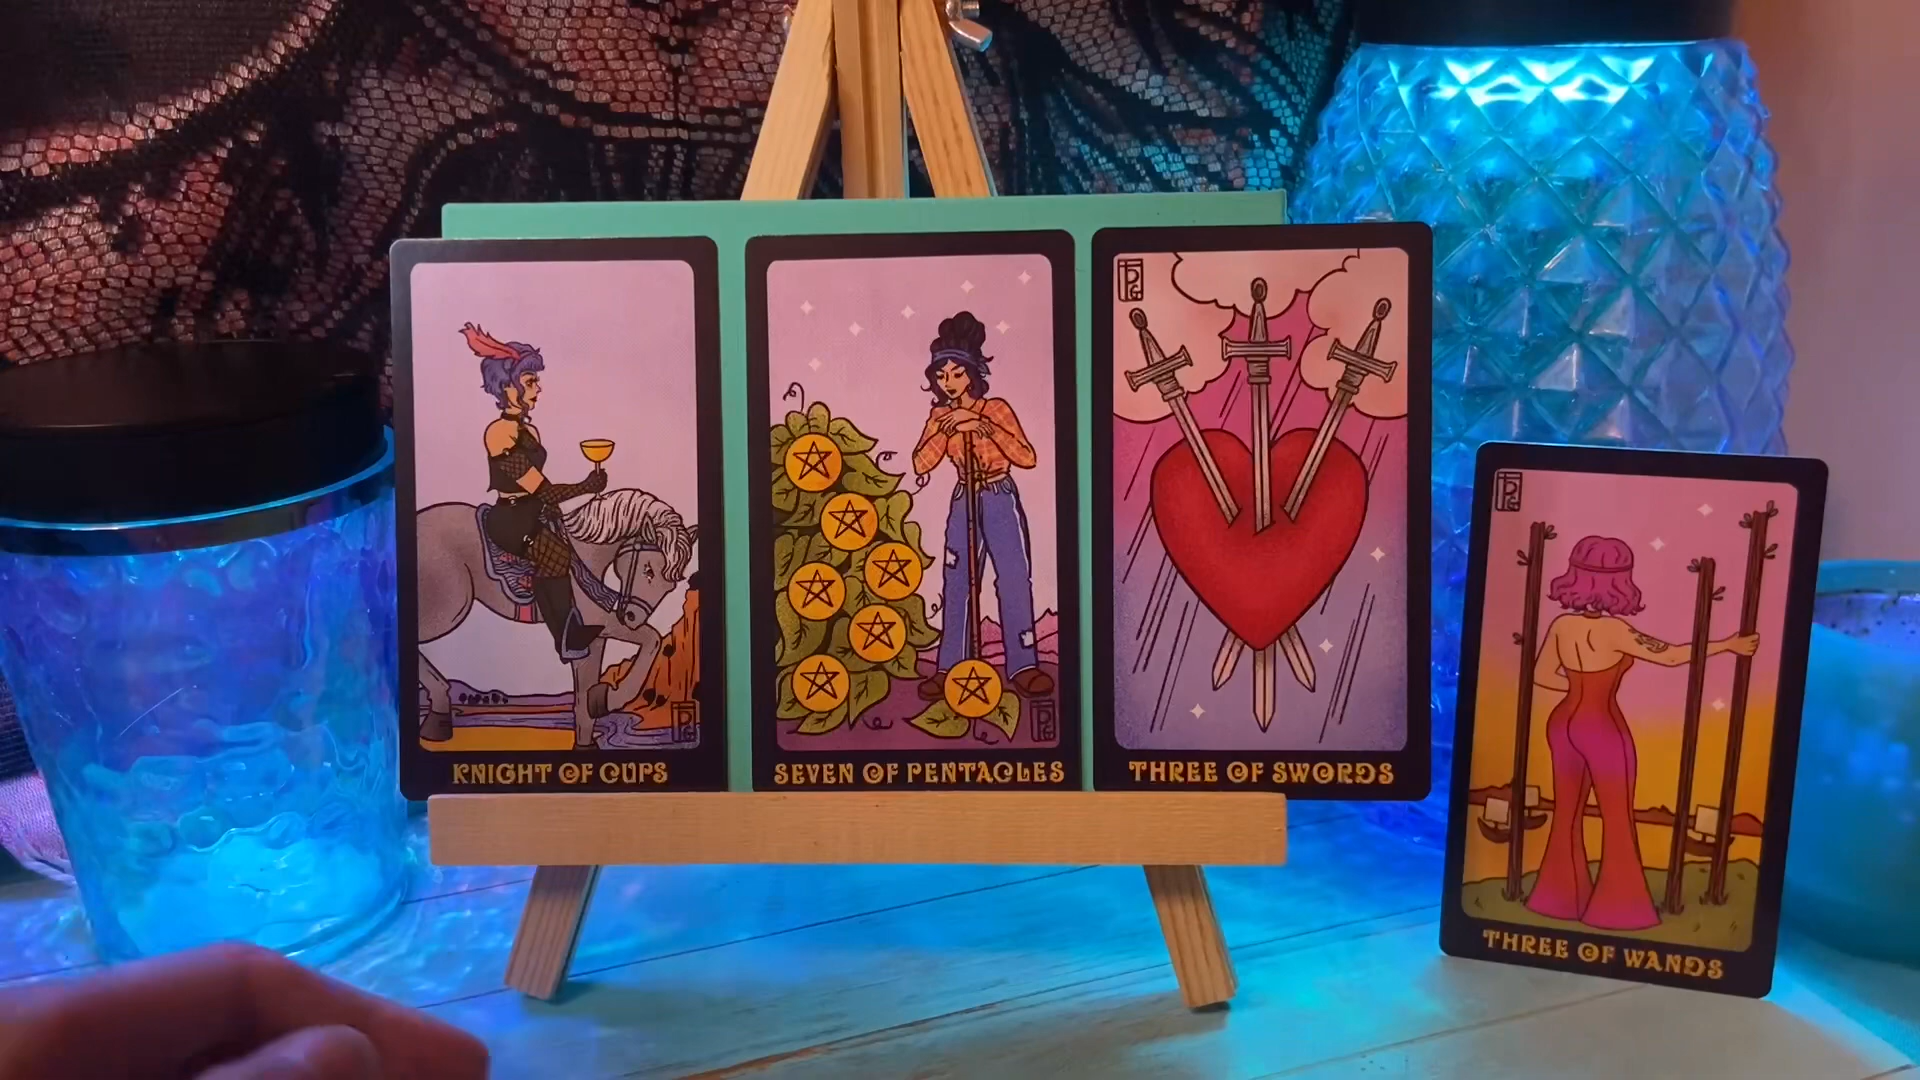 KNIGHT OF CUPS
SEVEN OF PENTACLES
THREE OF SWORDS
THREE OF WANDS